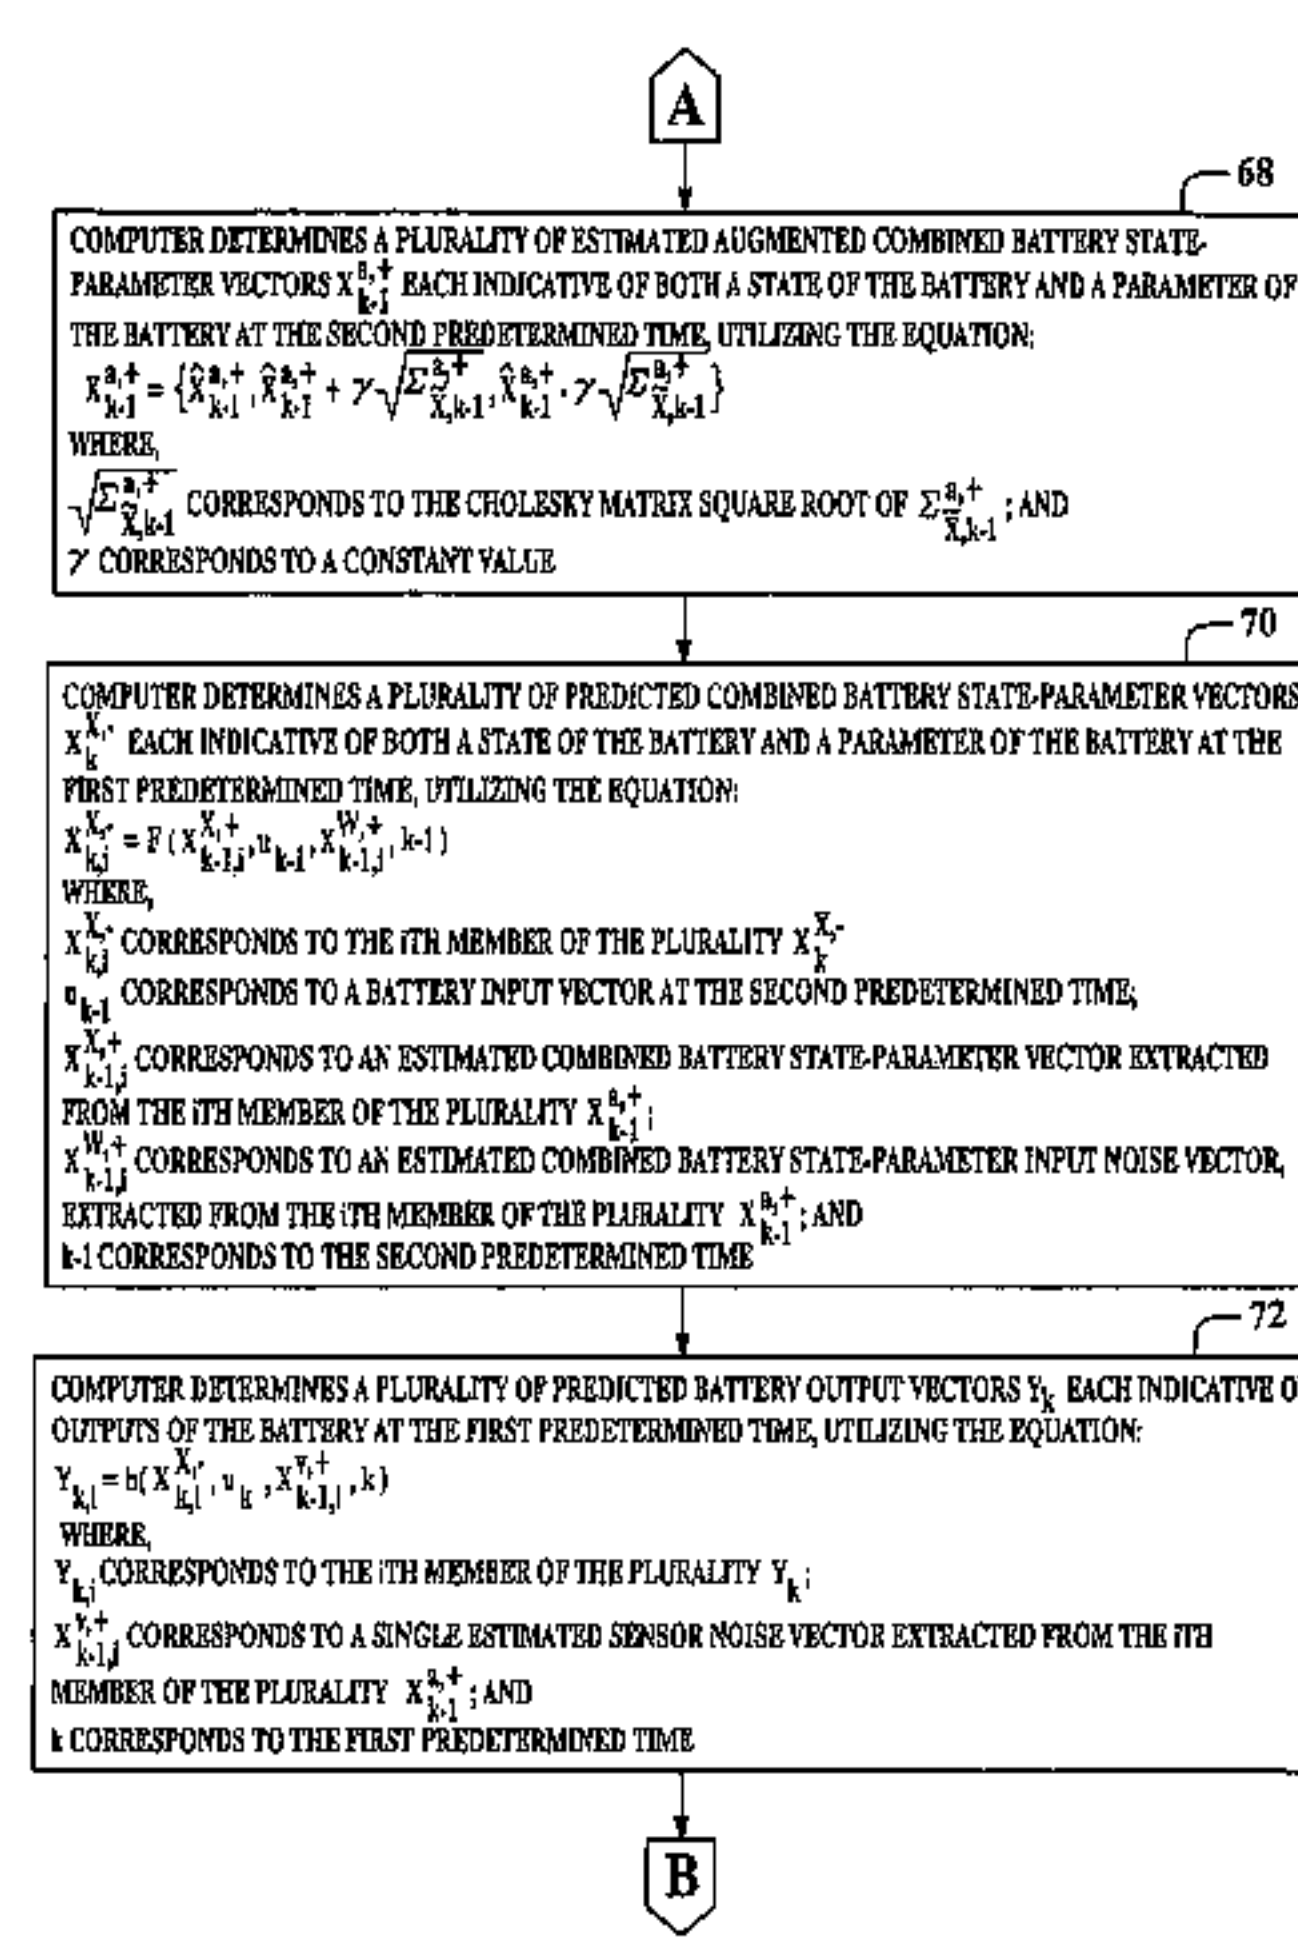 A
68
COMPUTER DETERMINES A PLURALITY OF ESTIMATED AUGMENTED COMBINED BATTERY STATE-
PARAMETER VECTORS X^{a,+}_{k-1} EACH INDICATIVE OF BOTH A STATE OF THE BATTERY AND A PARAMETER OF
THE BATTERY AT THE SECOND PREDETERMINED TIME, UTILIZING THE EQUATION:
X^{a,+}_{k-1} = {X̂^{a,+}_{k-1}, X̂^{a,+}_{k-1} + γ√Σ^{a,+}_{X̃,k-1}, X̂^{a,+}_{k-1} - γ√Σ^{a,+}_{X̃,k-1}}
WHERE,
√Σ^{a,+}_{X̃,k-1} CORRESPONDS TO THE CHOLESKY MATRIX SQUARE ROOT OF Σ^{a,+}_{X̃,k-1} ; AND
γ CORRESPONDS TO A CONSTANT VALUE
70
COMPUTER DETERMINES A PLURALITY OF PREDICTED COMBINED BATTERY STATE-PARAMETER VECTORS
X^{X,-}_{k} EACH INDICATIVE OF BOTH A STATE OF THE BATTERY AND A PARAMETER OF THE BATTERY AT THE
FIRST PREDETERMINED TIME, UTILIZING THE EQUATION:
X^{X,-}_{k,i} = F(X^{X,+}_{k-1,i}, u_{k-1}, X^{W,+}_{k-1,i}, k-1)
WHERE,
X^{X,-}_{k,i} CORRESPONDS TO THE iTH MEMBER OF THE PLURALITY X^{X,-}_{k}
u_{k-1} CORRESPONDS TO A BATTERY INPUT VECTOR AT THE SECOND PREDETERMINED TIME;
X^{X,+}_{k-1,i} CORRESPONDS TO AN ESTIMATED COMBINED BATTERY STATE-PARAMETER VECTOR EXTRACTED
FROM THE iTH MEMBER OF THE PLURALITY X^{a,+}_{k-1};
X^{W,+}_{k-1,i} CORRESPONDS TO AN ESTIMATED COMBINED BATTERY STATE-PARAMETER INPUT NOISE VECTOR,
EXTRACTED FROM THE iTH MEMBER OF THE PLURALITY X^{a,+}_{k-1}; AND
k-1 CORRESPONDS TO THE SECOND PREDETERMINED TIME
72
COMPUTER DETERMINES A PLURALITY OF PREDICTED BATTERY OUTPUT VECTORS Y_{k} EACH INDICATIVE O
OUTPUTS OF THE BATTERY AT THE FIRST PREDETERMINED TIME, UTILIZING THE EQUATION:
Y_{k,i} = h(X^{X,-}_{k,i}, u_{k}, X^{v,+}_{k-1,i}, k)
WHERE,
Y_{k,i} CORRESPONDS TO THE iTH MEMBER OF THE PLURALITY Y_{k};
X^{v,+}_{k-1,i} CORRESPONDS TO A SINGLE ESTIMATED SENSOR NOISE VECTOR EXTRACTED FROM THE iTH
MEMBER OF THE PLURALITY X^{a,+}_{k-1} ; AND
k CORRESPONDS TO THE FIRST PREDETERMINED TIME
B